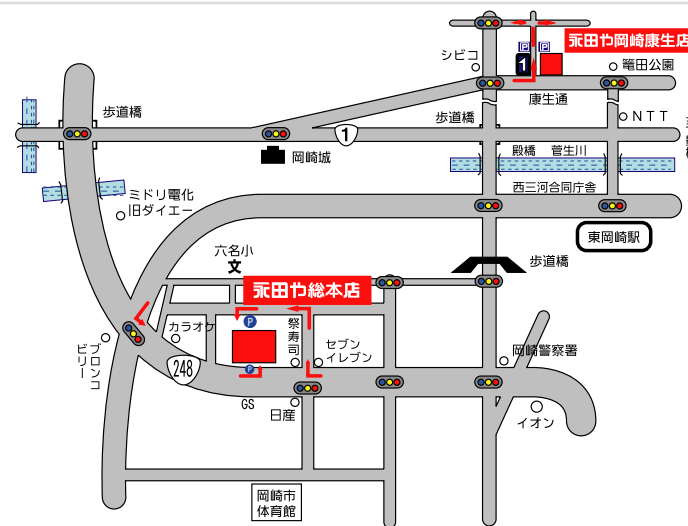 永田や岡崎康生店
シビコ
P
P
1
篭田公園
康生通
歩道橋
歩道橋
NTT
1
岡崎城
殿橋 菅生川
ミドリ電化
旧ダイエー
西三河合同庁舎
東岡崎駅
六名小
文
歩道橋
永田や総本店
P
カラオケ
祭寿司
セブン
イレブン
岡崎警察署
ブロンコ
ビリー
248
P
GS
日産
イオン
岡崎市
体育館